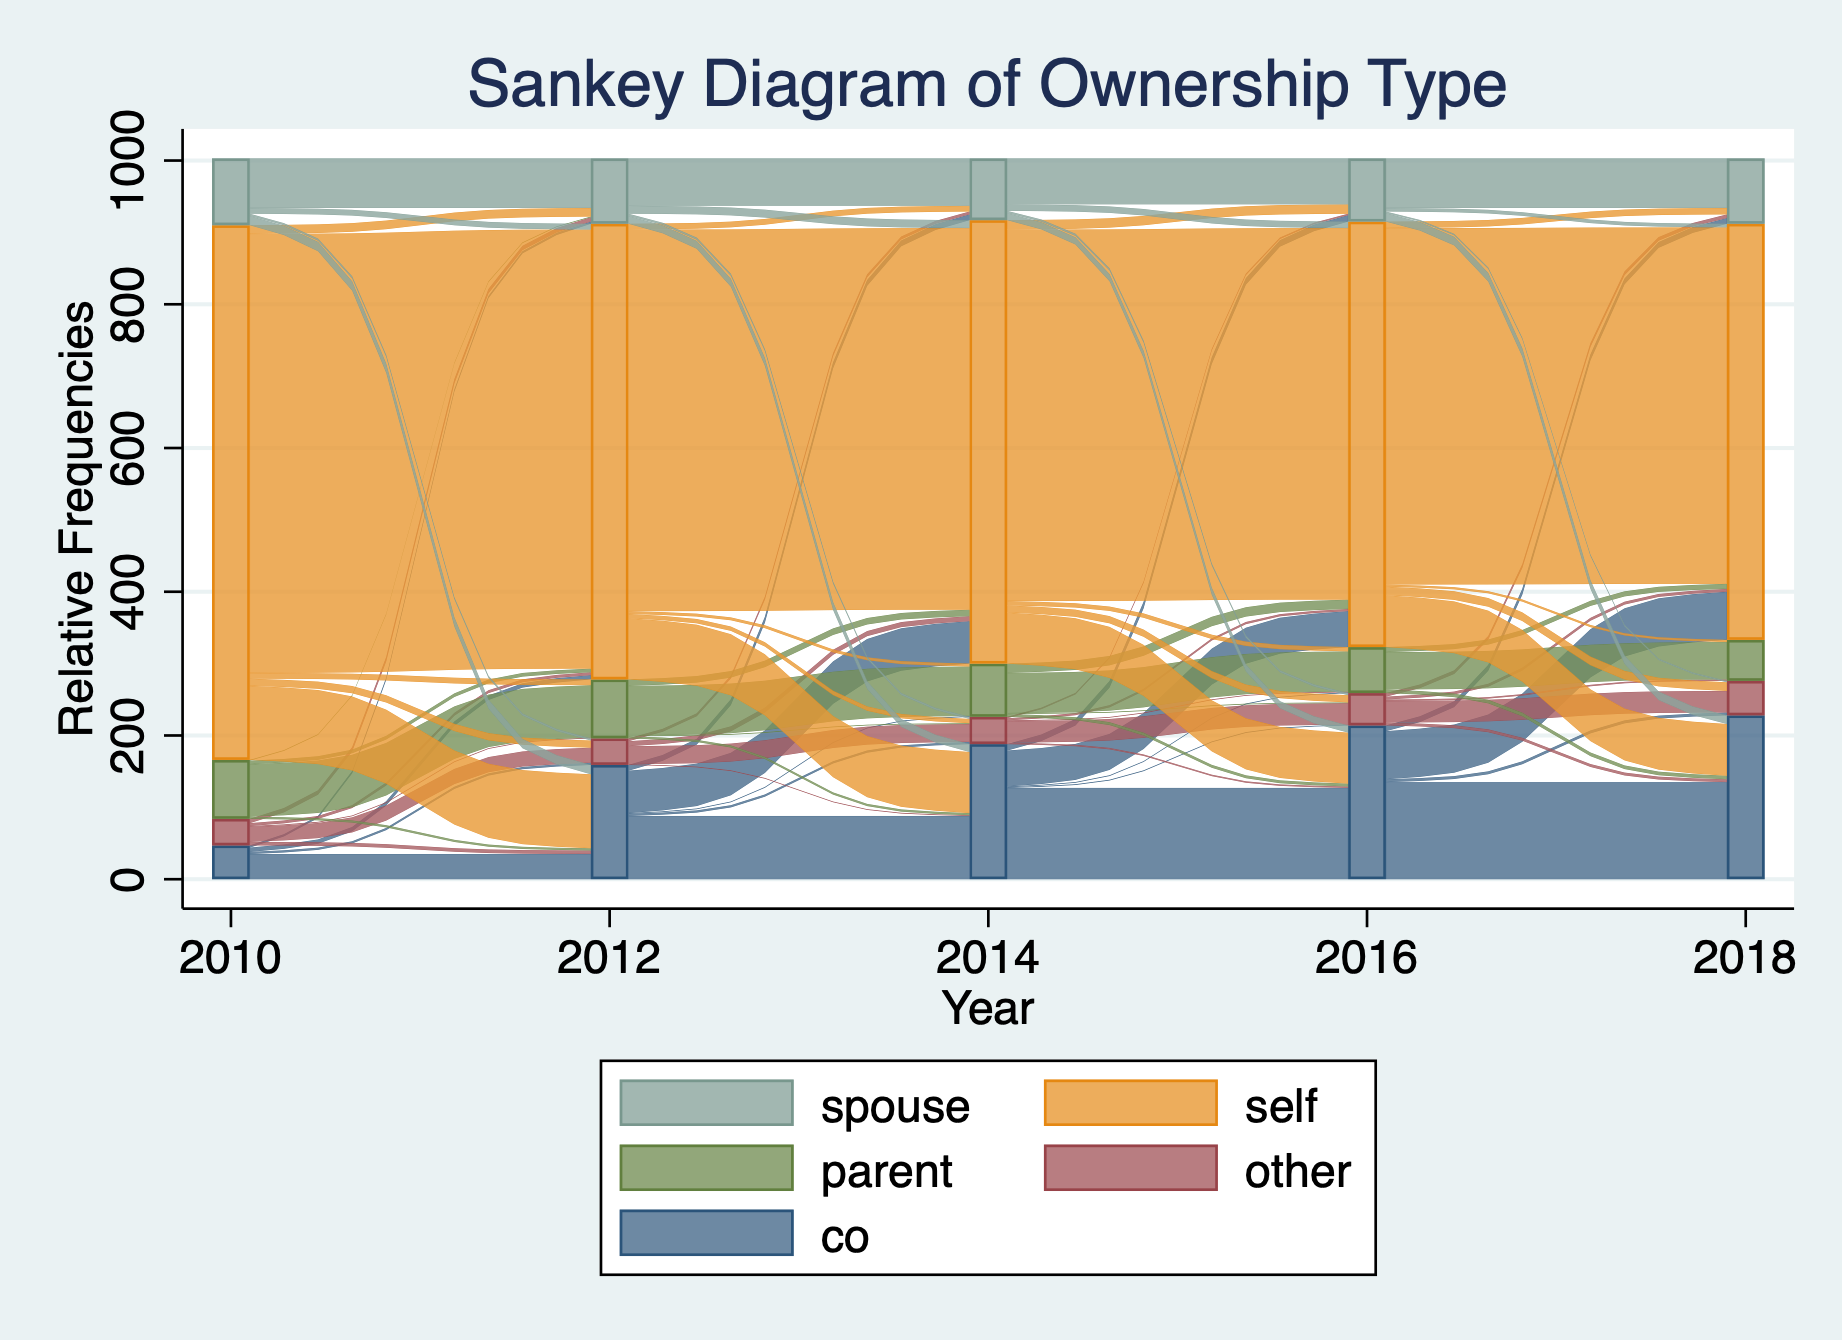 Sankey Diagram of Ownership Type
Relative Frequencies
1000
800
600
400
200
0
2010 2012 2014 2016 2018
Year
spouse self
parent other
co